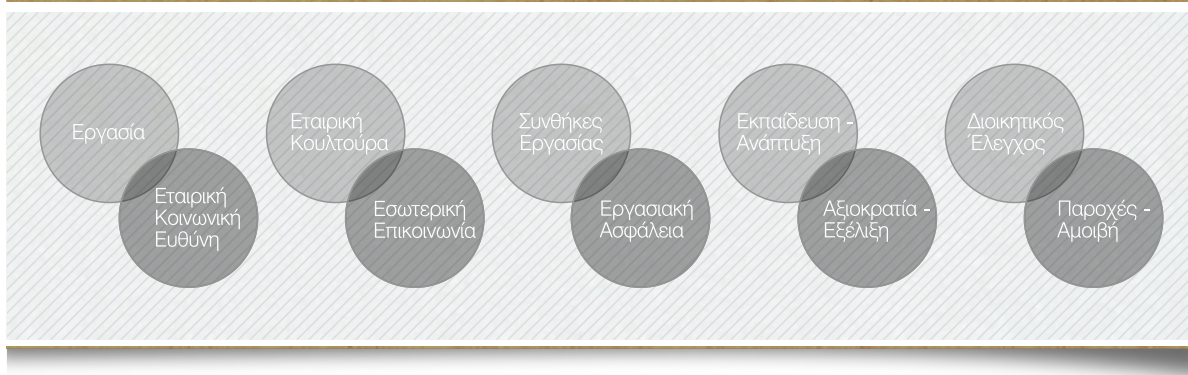 Εργασία
Εταιρική
Κοινωνική
Ευθύνη
Εταιρική
Κουλτούρα
Εσωτερική
Επικοινωνία
Συνθήκες
Εργασίας
Εργασιακή
Ασφάλεια
Εκπαίδευση -
Ανάπτυξη
Αξιοκρατία -
Εξέλιξη
Διοικητικός
Έλεγχος
Παροχές -
Αμοιβή